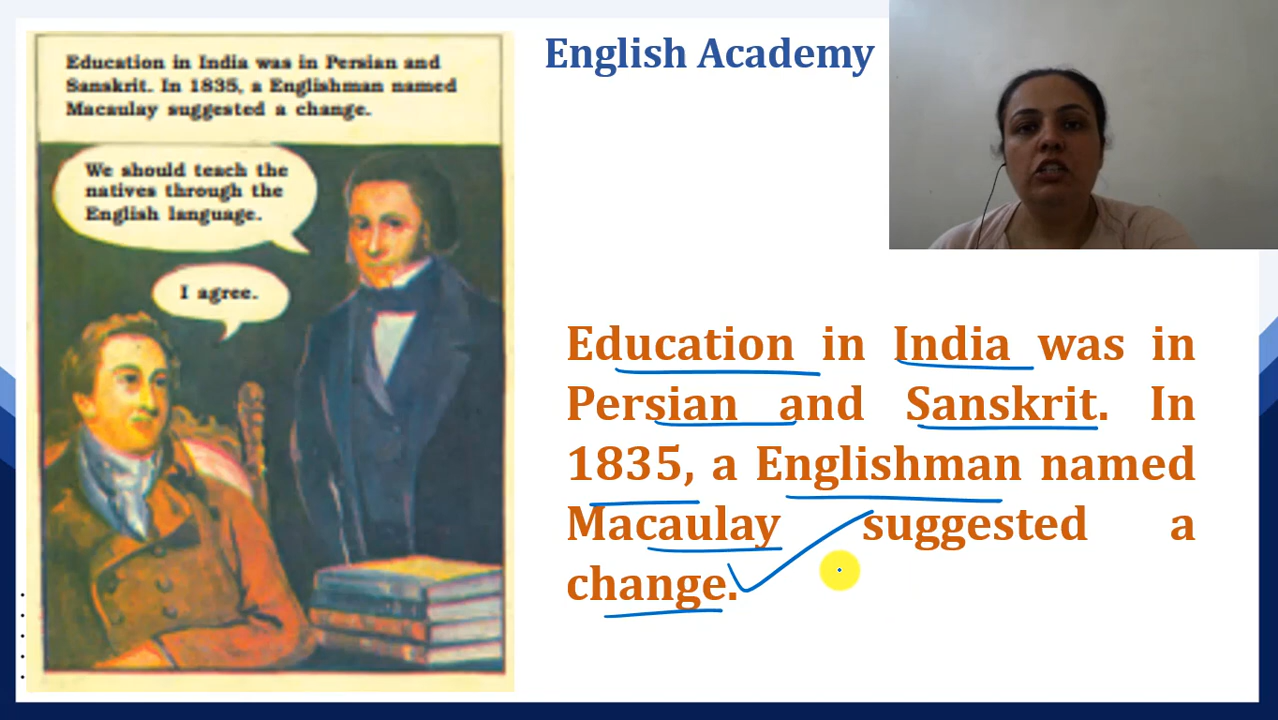 Education in India was in Persian and
Sanskrit. In 1835, a Englishman named
Macaulay suggested a change.
We should teach the
natives through the
English language.
I agree.
English Academy
Education in India was in
Persian and Sanskrit. In
1835, a Englishman named
Macaulay suggested a
change.